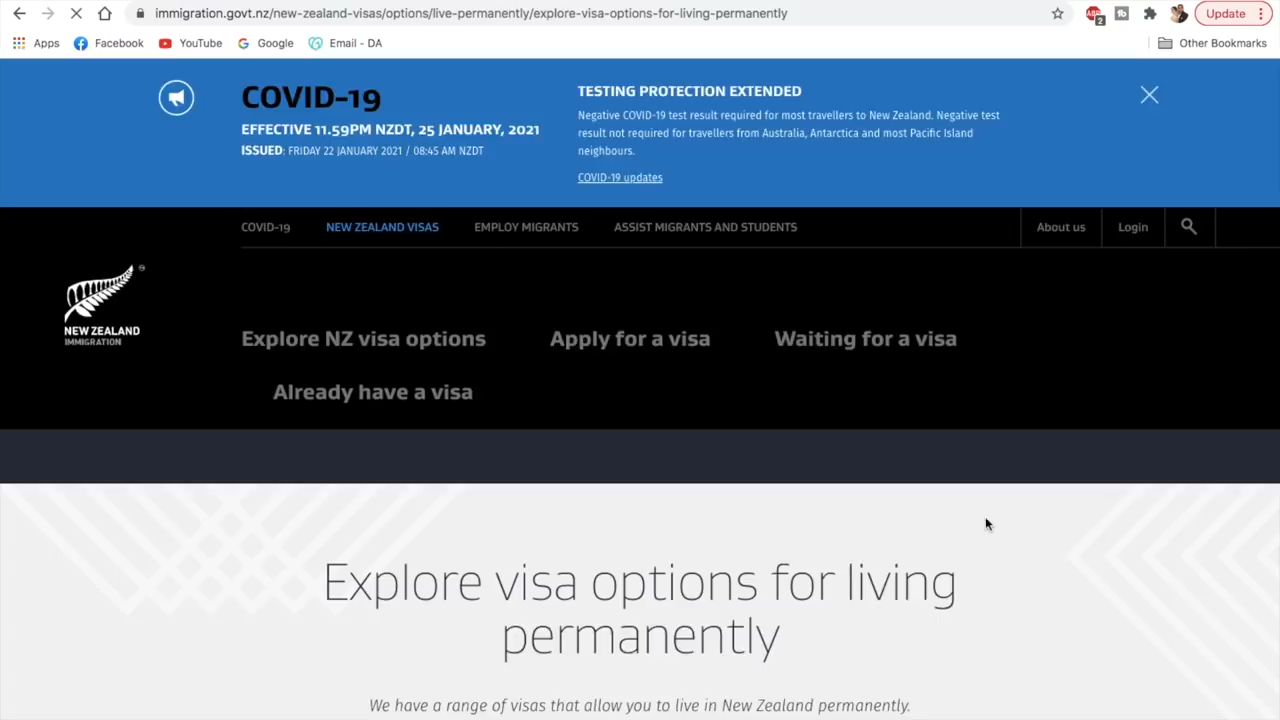 immigration.govt.nz/new-zealand-visas/options/live-permanently/explore-visa-options-for-living-permanently
2
Update
Apps
Facebook
YouTube
Google
Email - DA
Other Bookmarks
COVID-19
EFFECTIVE 11.59PM NZDT, 25 JANUARY, 2021
ISSUED: FRIDAY 22 JANUARY 2021 / 08:45 AM NZDT
TESTING PROTECTION EXTENDED
Negative COVID-19 test result required for most travellers to New Zealand. Negative test
result not required for travellers from Australia, Antarctica and most Pacific Island
neighbours.
COVID-19 updates
COVID-19
NEW ZEALAND VISAS
EMPLOY MIGRANTS
ASSIST MIGRANTS AND STUDENTS
About us
Login
NEW ZEALAND
IMMIGRATION
Explore NZ visa options
Apply for a visa
Waiting for a visa
Already have a visa
Explore visa options for living
permanently
We have a range of visas that allow you to live in New Zealand permanently.